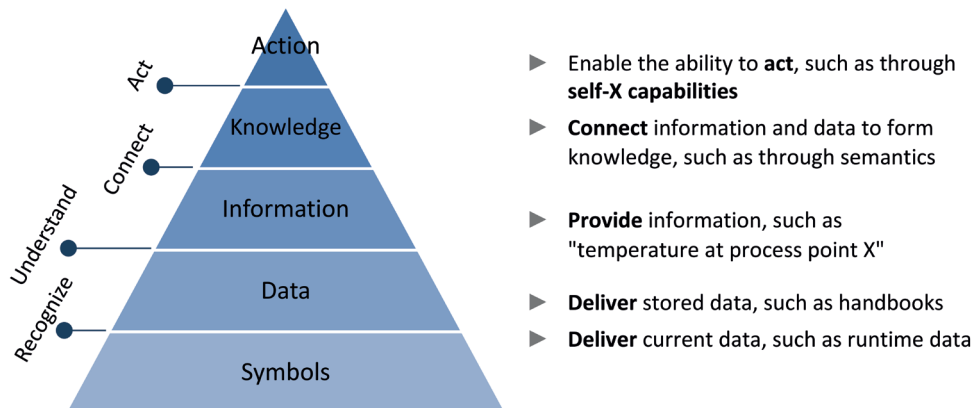 Action
Knowledge
Information
Data
Symbols
Act
Connect
Understand
Recognize
► Enable the ability to act, such as through
self-X capabilities
► Connect information and data to form
knowledge, such as through semantics
► Provide information, such as
"temperature at process point X"
► Deliver stored data, such as handbooks
► Deliver current data, such as runtime data